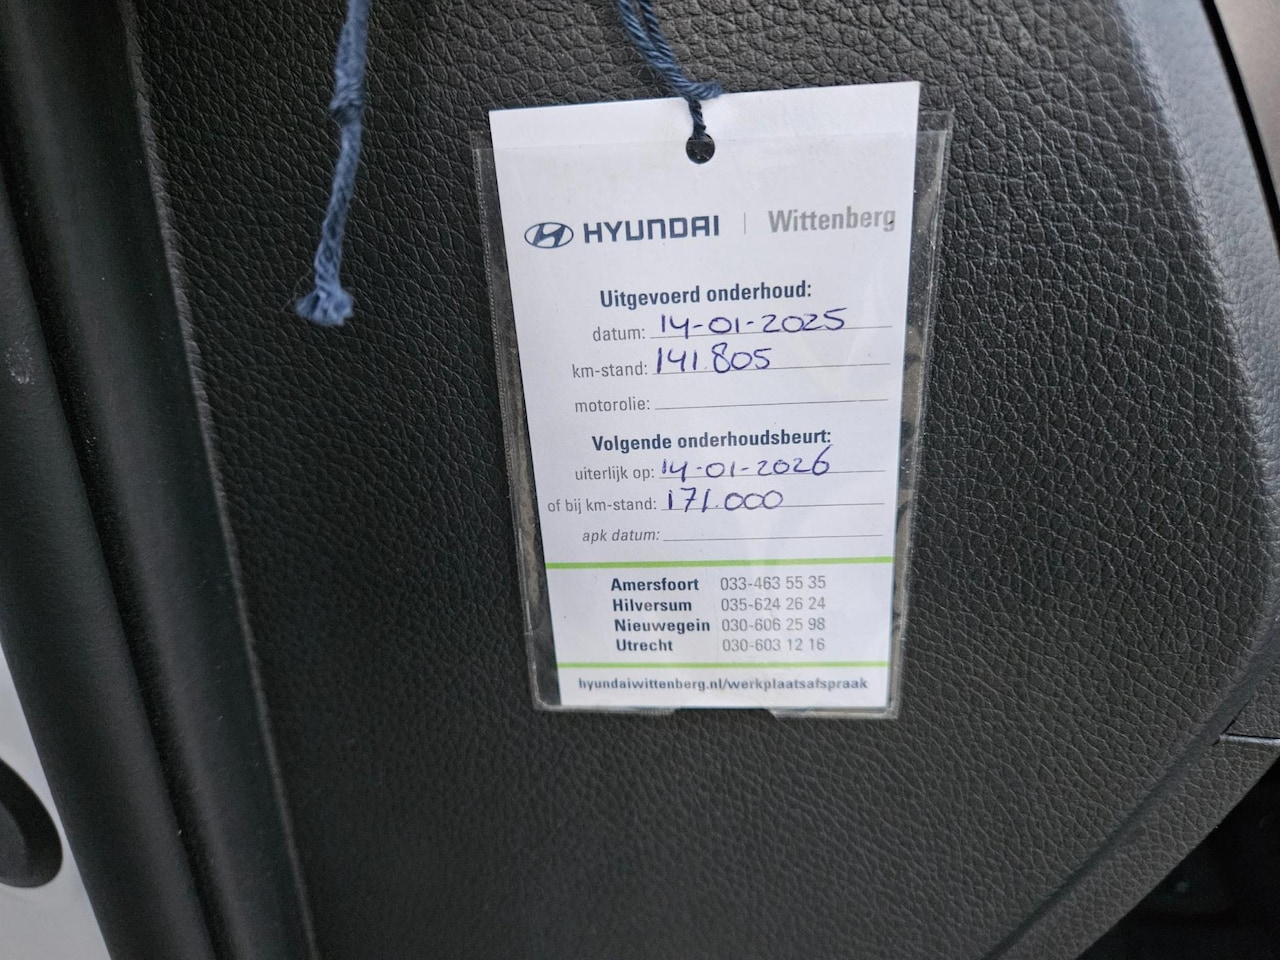 HYUNDAI | Wittenberg
Uitgevoerd onderhoud:
datum: 14-01-2025
km-stand: 141.805
motorolie:
Volgende onderhoudsbeurt:
uiterlijk op: 14-01-2026
of bij km-stand: 171.000
apk datum:
Amersfoort 033-463 55 35
Hilversum 035-624 26 24
Nieuwegein 030-606 25 98
Utrecht 030-603 12 16
hyundaiwittenberg.nl/werkplaatsafspraak